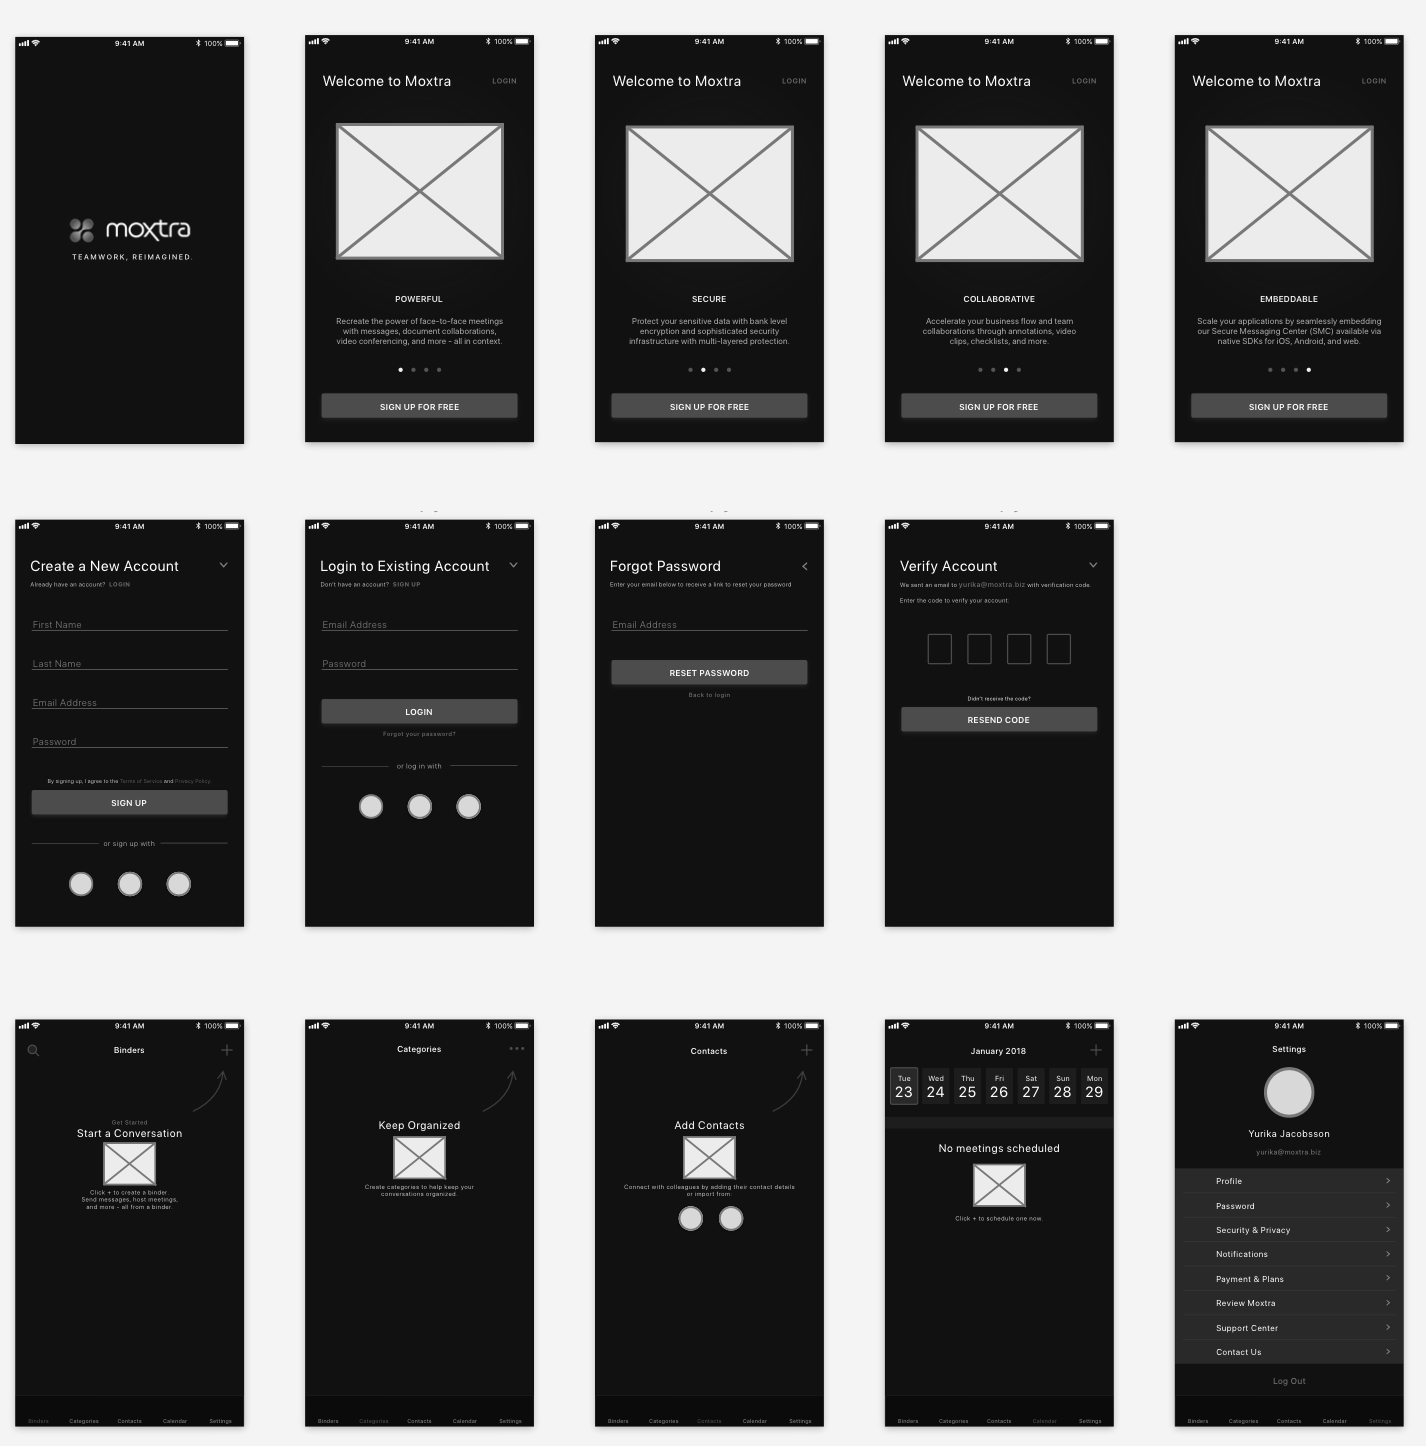 9:41 AM 100%
moxtra
TEAMWORK, REIMAGINED.
9:41 AM 100%
Welcome to Moxtra LOGIN
POWERFUL
Recreate the power of face-to-face meetings
with messages, document collaborations,
video conferencing, and more - all in context.
SIGN UP FOR FREE
9:41 AM 100%
Welcome to Moxtra LOGIN
SECURE
Protect your sensitive data with bank level
encryption and sophisticated security
infrastructure with multi-layered protection.
SIGN UP FOR FREE
9:41 AM 100%
Welcome to Moxtra LOGIN
COLLABORATIVE
Accelerate your business flow and team
collaborations through annotations, video
clips, checklists, and more.
SIGN UP FOR FREE
9:41 AM 100%
Welcome to Moxtra LOGIN
EMBEDDABLE
Scale your applications by seamlessly embedding
our Secure Messaging Center (SMC) available via
native SDKs for iOS, Android, and web.
SIGN UP FOR FREE
9:41 AM 100%
Create a New Account
Already have an account? LOGIN
First Name
Last Name
Email Address
Password
By signing up, I agree to the Terms of Service and Privacy Policy.
SIGN UP
or sign up with
9:41 AM 100%
Login to Existing Account
Don't have an account? SIGN UP
Email Address
Password
LOGIN
Forgot your password?
or log in with
9:41 AM 100%
Forgot Password
Enter your email below to receive a link to reset your password
Email Address
RESET PASSWORD
Back to login
9:41 AM 100%
Verify Account
We sent an email to yurika@moxtra.biz with verification code.
Enter the code to verify your account:
Didn't receive the code?
RESEND CODE
9:41 AM 100%
Binders
Get Started
Start a Conversation
Click + to create a binder.
Send messages, host meetings,
and more - all from a binder.
Binders Categories Contacts Calendar Settings
9:41 AM 100%
Categories
Keep Organized
Create categories to help keep your
conversations organized.
Binders Categories Contacts Calendar Settings
9:41 AM 100%
Contacts
Add Contacts
Connect with colleagues by adding their contact details
or import from:
Binders Categories Contacts Calendar Settings
9:41 AM 100%
January 2018
Tue Wed Thu Fri Sat Sun Mon
23 24 25 26 27 28 29
No meetings scheduled
Click + to schedule one now.
Binders Categories Contacts Calendar Settings
9:41 AM 100%
Settings
Yurika Jacobsson
yurika@moxtra.biz
Profile
Password
Security & Privacy
Notifications
Payment & Plans
Review Moxtra
Support Center
Contact Us
Log Out
Binders Categories Contacts Calendar Settings